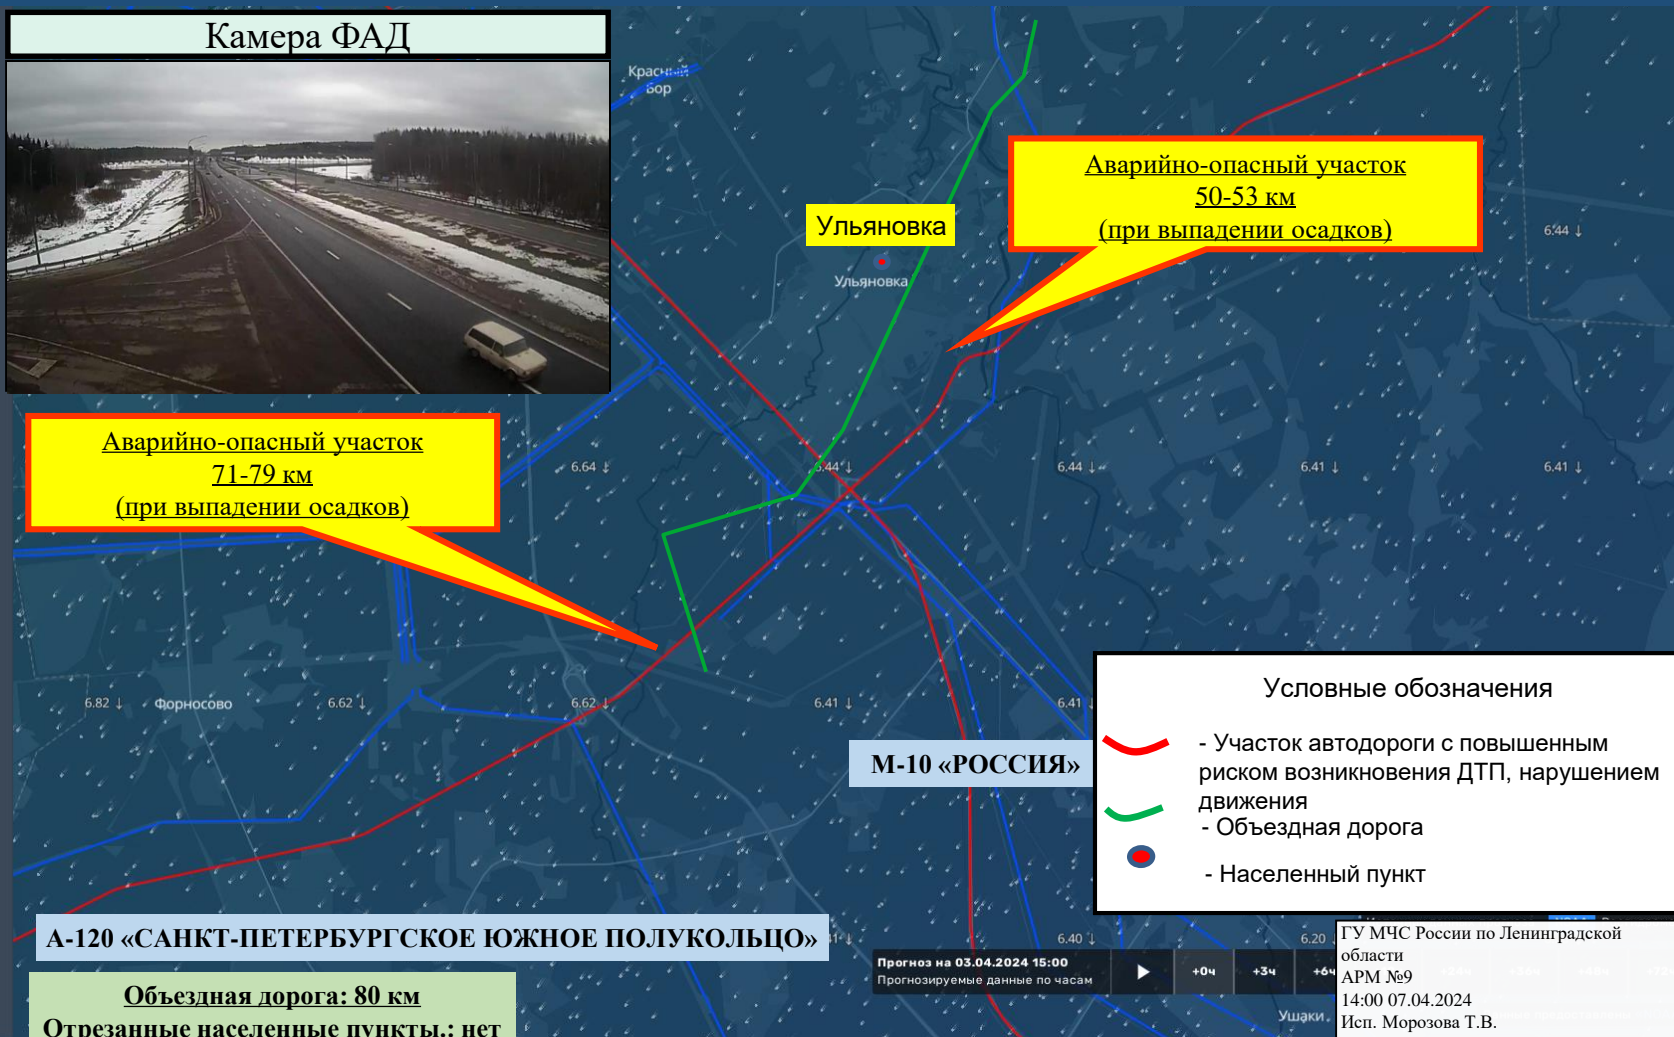 Камера ФАД
Красный
Бор
Аварийно-опасный участок
50-53 км
(при выпадении осадков)
Ульяновка
6.44 ↓
Ульяновка
Аварийно-опасный участок
71-79 км
(при выпадении осадков)
6.64 ↓
6.44 ↓
6.44 ↓
6.41 ↓
6.41 ↓
6.82 ↓
Форносово
6.62 ↓
6.62 ↓
6.41 ↓
6.41
Условные обозначения
- Участок автодороги с повышенным
риском возникновения ДТП, нарушением
движения
- Объездная дорога
- Населенный пункт
М-10 «РОССИЯ»
А-120 «САНКТ-ПЕТЕРБУРГСКОЕ ЮЖНОЕ ПОЛУКОЛЬЦО»
6.40 ↓
6.20
Прогноз на 03.04.2024 15:00
Прогнозируемые данные по часам
+0ч
+3ч
+6ч
ГУ МЧС России по Ленинградской
области
АРМ №9
14:00 07.04.2024
Исп. Морозова Т.В.
Ушаки
Объездная дорога: 80 км
Отрезанные населенные пункты.: нет